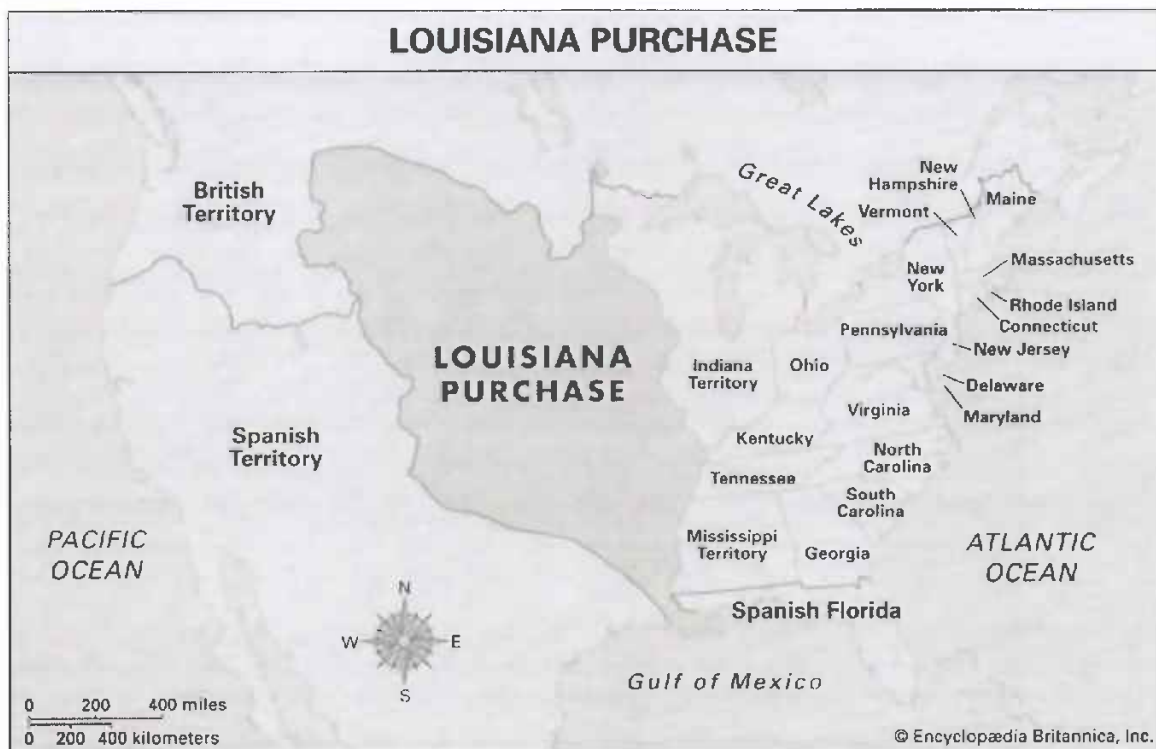 LOUISIANA PURCHASE
British
Territory
Great Lakes
New
Hampshire
Vermont
Maine
New
York
Massachusetts
Rhode Island
Connecticut
Pennsylvania
New Jersey
LOUISIANA
PURCHASE
Indiana
Territory
Ohio
Delaware
Maryland
Virginia
Spanish
Territory
Kentucky
North
Carolina
Tennessee
South
Carolina
PACIFIC
OCEAN
Mississippi
Territory
Georgia
ATLANTIC
OCEAN
Spanish Florida
N
W
E
S
Gulf of Mexico
0 200 400 miles
0 200 400 kilometers
© Encyclopædia Britannica, Inc.